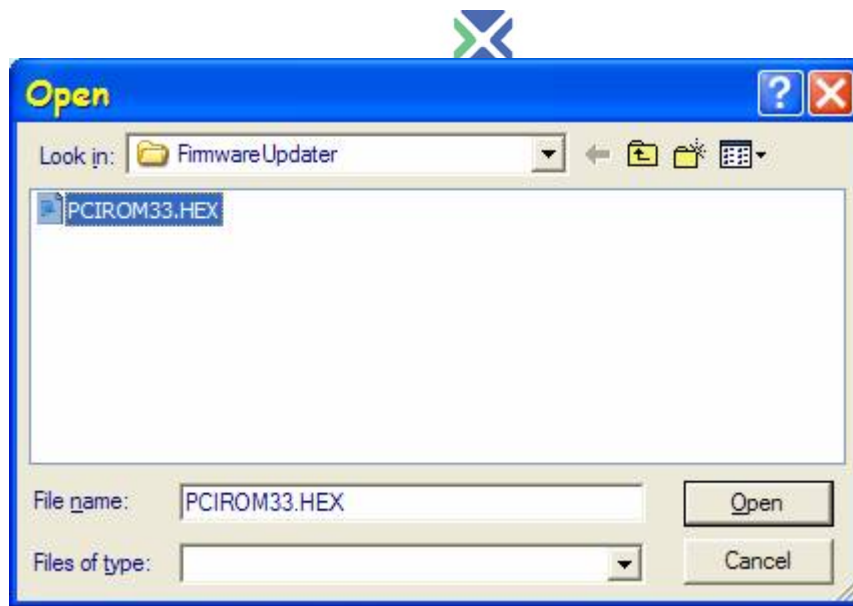 Open
Look in: FirmwareUpdater
PCIROM33.HEX
File name: PCIROM33.HEX Open
Files of type: Cancel